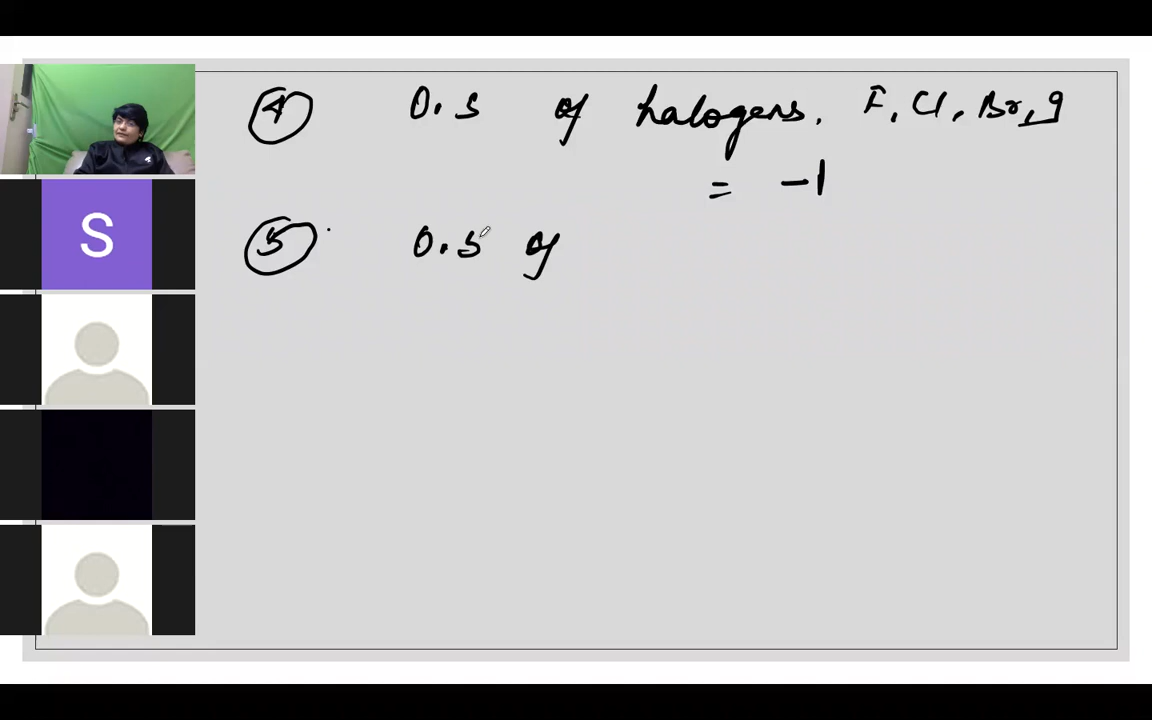 ④ O.S of halogens. F, Cl, Br, I
= -1
S
⑤ O.S of